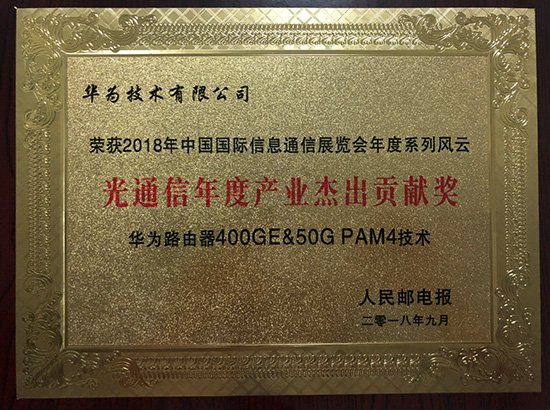 华为技术有限公司
荣获2018年中国国际信息通信展览会年度系列风云
光通信年度产业杰出贡献奖
华为路由器400GE&50G PAM4技术
人民邮电报
二零一八年九月